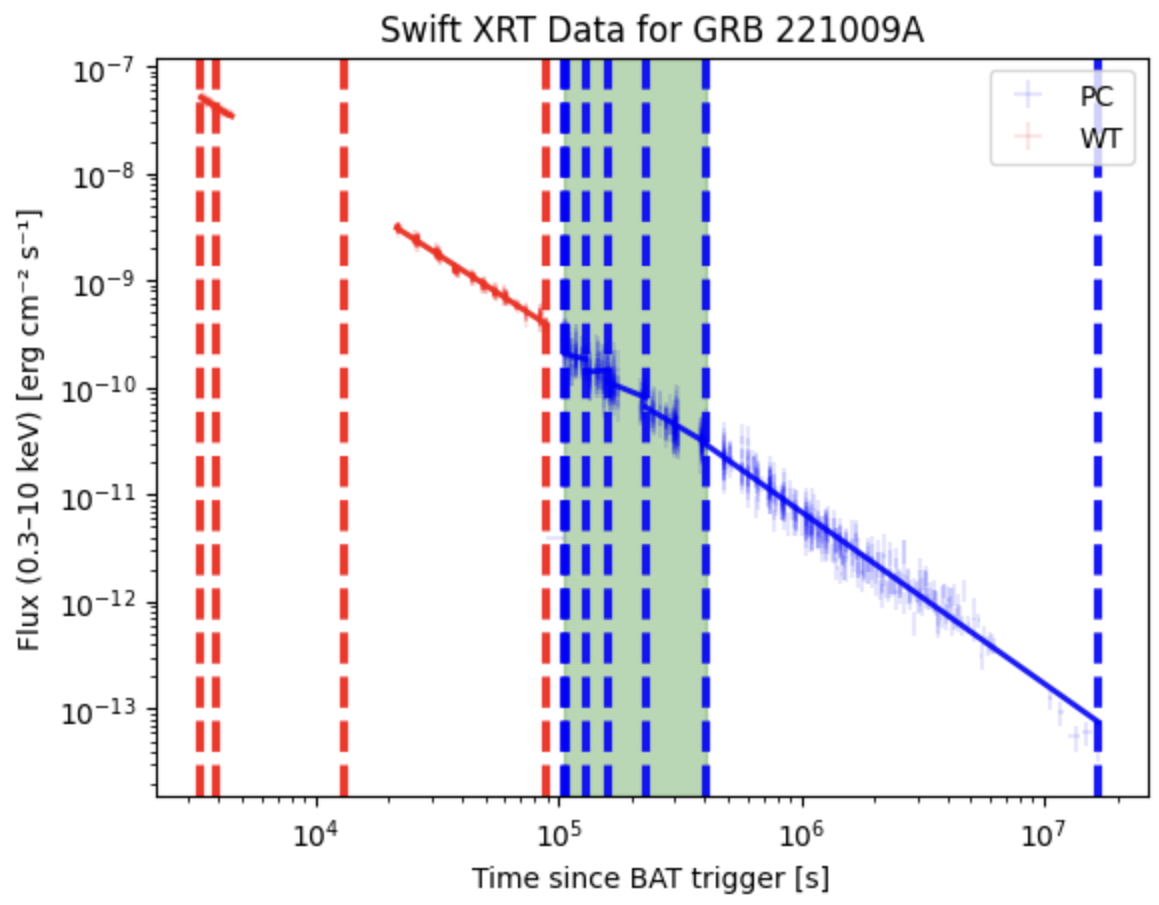 Swift XRT Data for GRB 221009A
PC
WT
10⁻⁷
10⁻⁸
10⁻⁹
10⁻¹⁰
10⁻¹¹
10⁻¹²
10⁻¹³
Flux (0.3–10 keV) [erg cm⁻² s⁻¹]
10⁴ 10⁵ 10⁶ 10⁷
Time since BAT trigger [s]